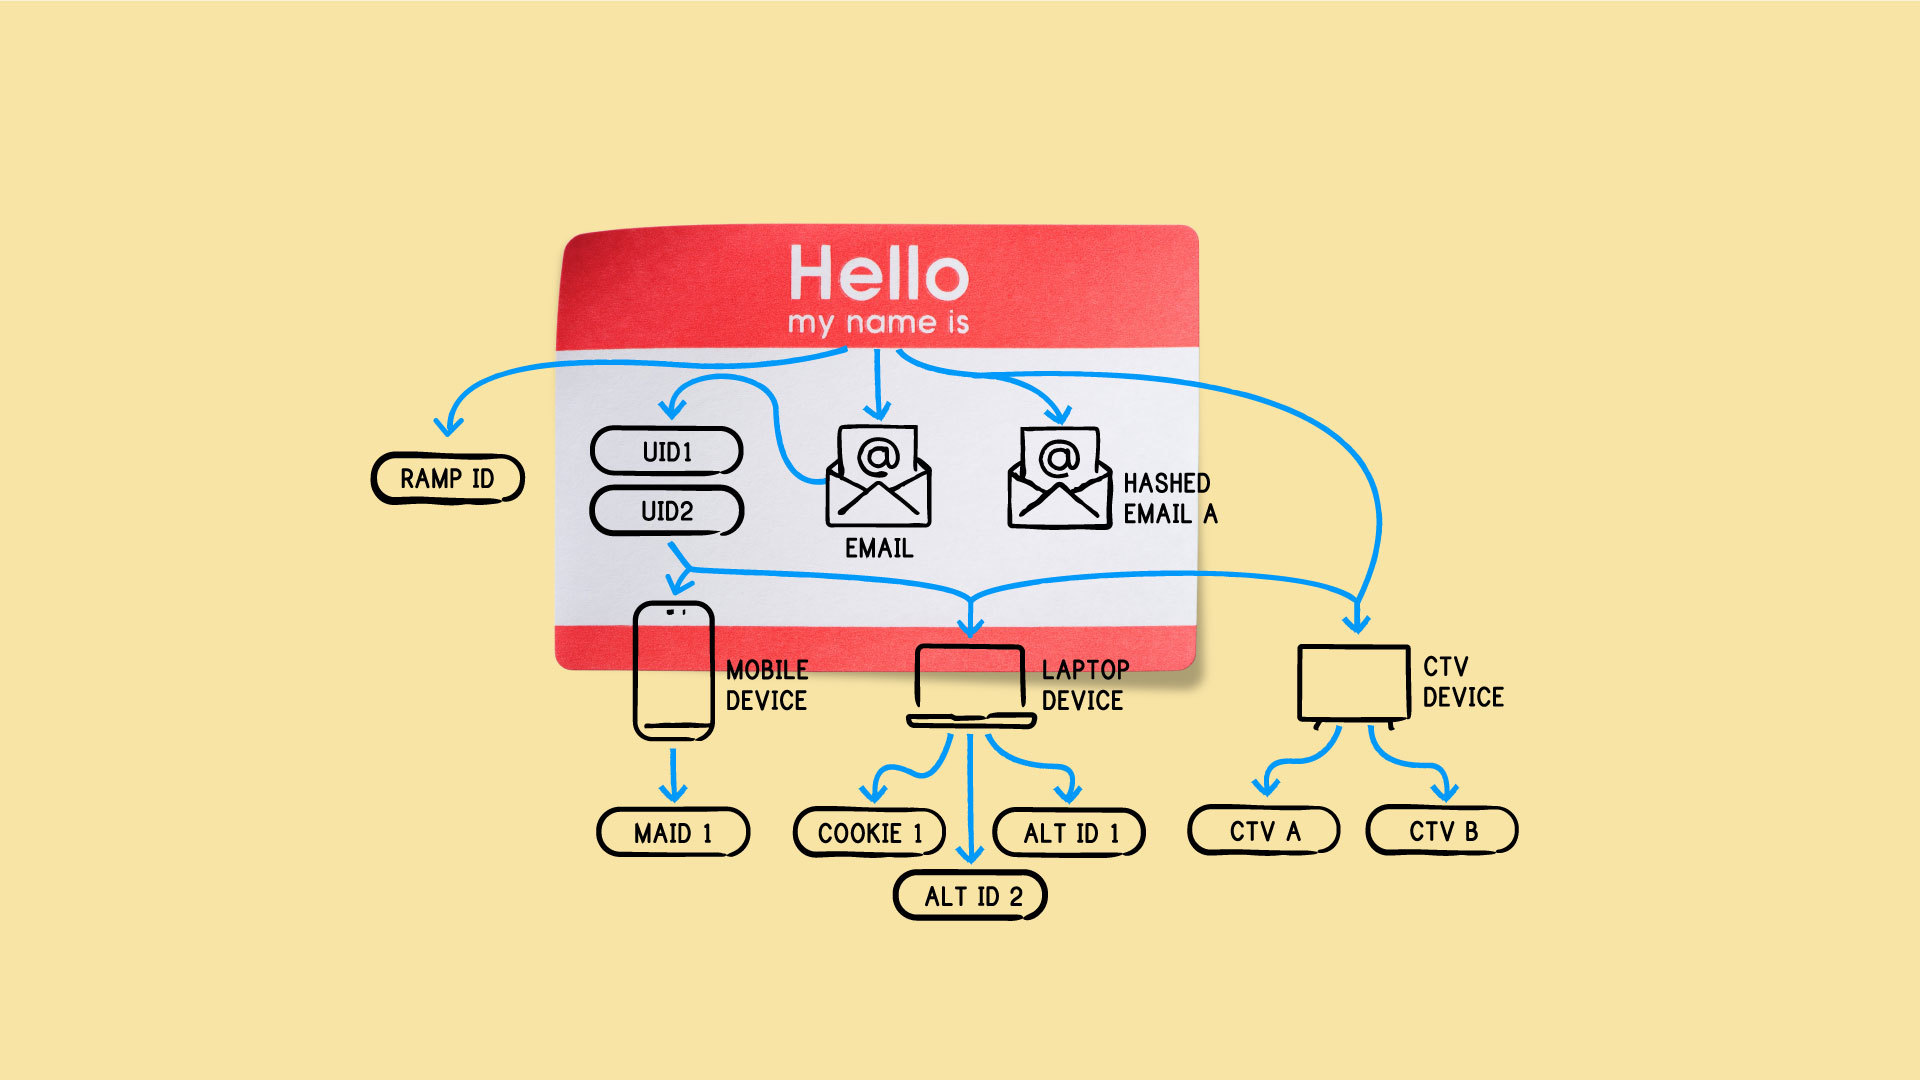 Hello
my name is
RAMP ID
UID1
UID2
EMAIL
HASHED
EMAIL A
MOBILE
DEVICE
LAPTOP
DEVICE
CTV
DEVICE
MAID 1
COOKIE 1
ALT ID 1
ALT ID 2
CTV A
CTV B